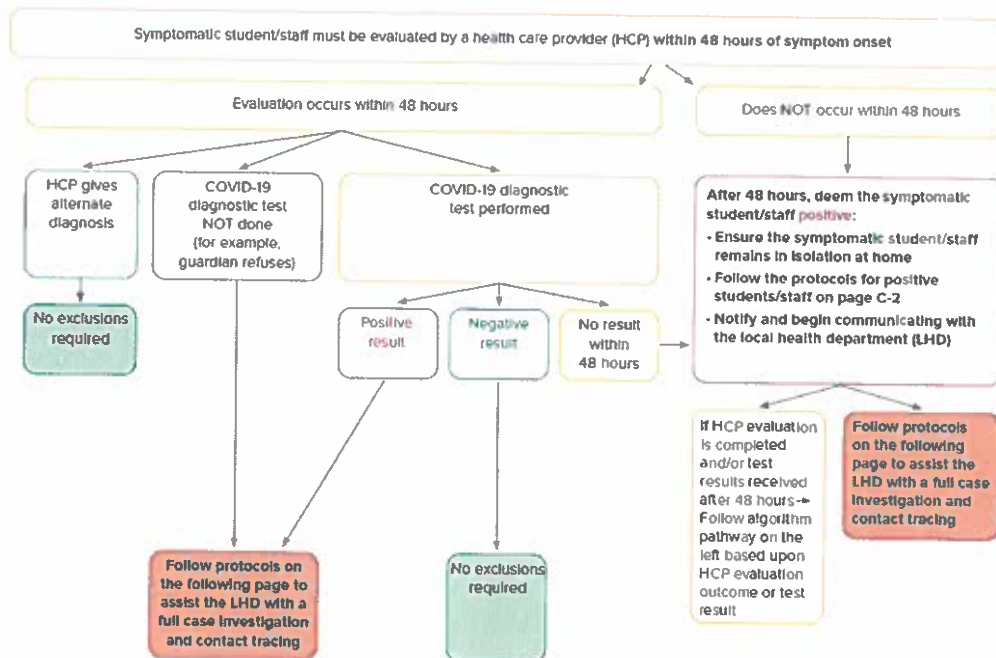 Symptomatic student/staff must be evaluated by a health care provider (HCP) within 48 hours of symptom onset
Evaluation occurs within 48 hours
Does NOT occur within 48 hours
HCP gives
alternate
diagnosis
COVID-19
diagnostic test
NOT done
(for example,
guardian refuses)
COVID-19 diagnostic
test performed
After 48 hours, deem the symptomatic
student/staff positive:
• Ensure the symptomatic student/staff
remains in isolation at home
• Follow the protocols for positive
students/staff on page C-2
• Notify and begin communicating with
the local health department (LHD)
No exclusions
required
Positive
result
Negative
result
No result
within
48 hours
If HCP evaluation
is completed
and/or test
results received
after 48 hours→
Follow algorithm
pathway on the
left based upon
HCP evaluation
outcome or test
result
Follow protocols
on the following
page to assist the
LHD with a full case
investigation and
contact tracing
Follow protocols on
the following page to
assist the LHD with a
full case investigation
and contact tracing
No exclusions
required